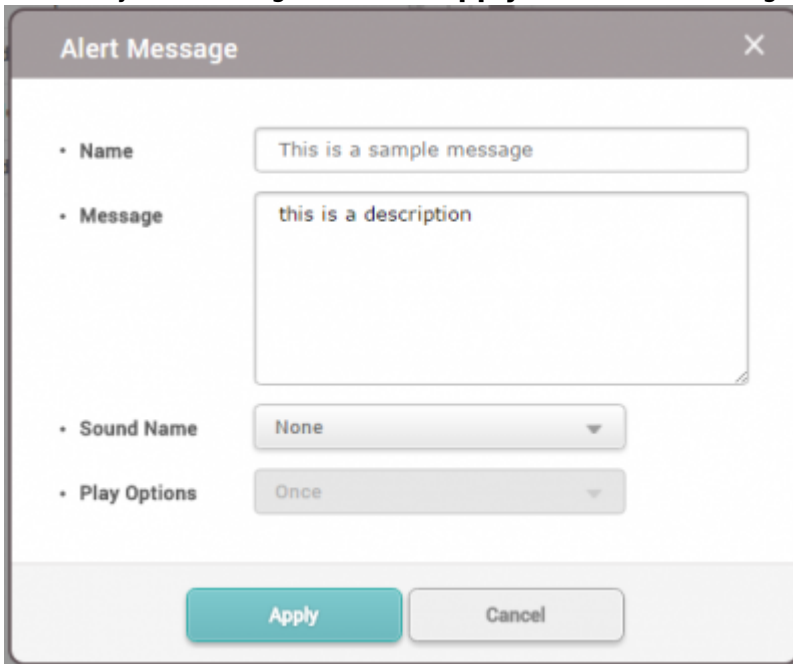 Alert Message
Name This is a sample message
Message this is a description
Sound Name None
Play Options Once
Apply Cancel